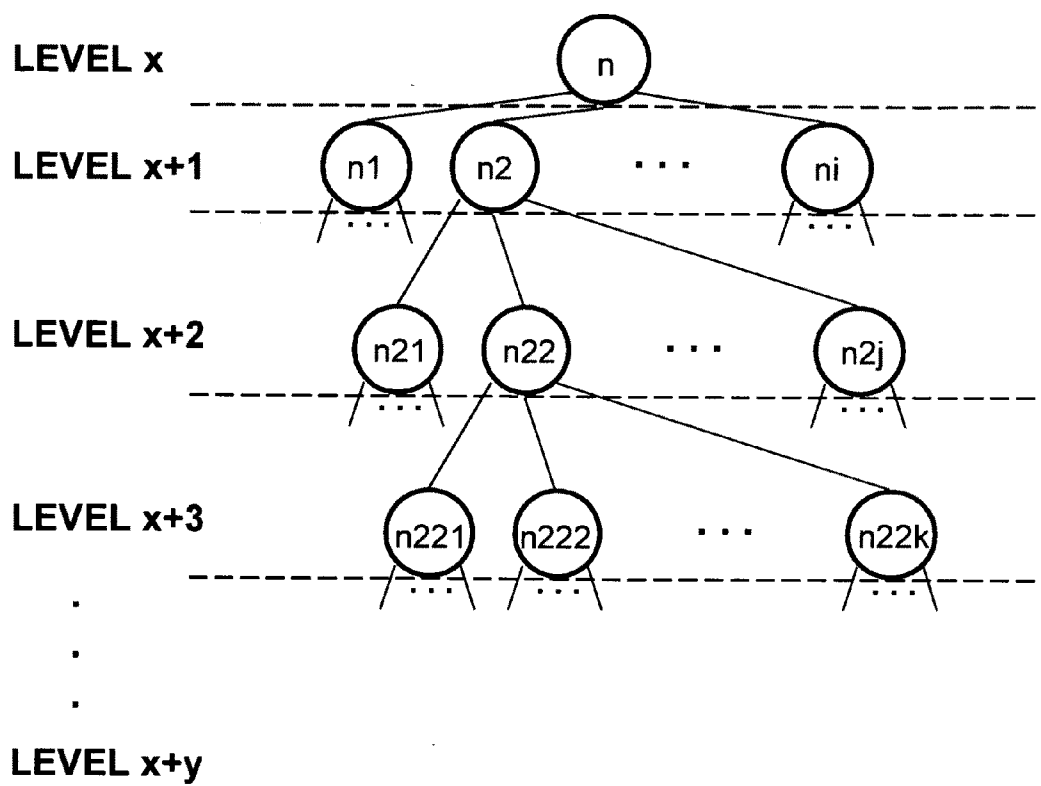 LEVEL x
n
LEVEL x+1
n1 n2 ... ni
... ...
LEVEL x+2
n21 n22 ... n2j
... ...
LEVEL x+3
n221 n222 ... n22k
... ... ...
.
.
.
LEVEL x+y